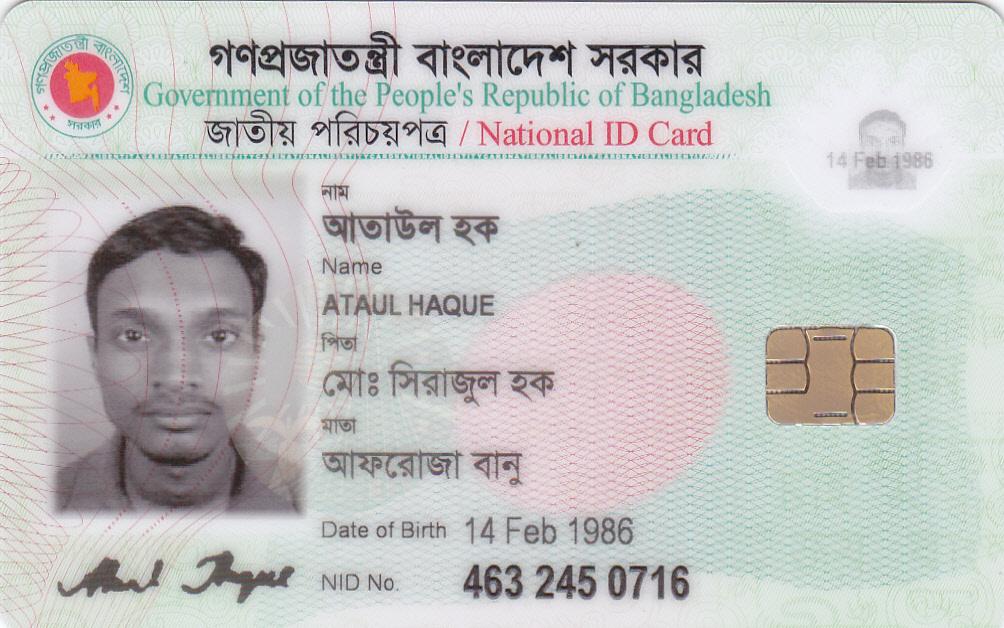 গণপ্রজাতন্ত্রী বাংলাদেশ
সরকার
গণপ্রজাতন্ত্রী বাংলাদেশ সরকার
Government of the People's Republic of Bangladesh
জাতীয় পরিচয়পত্র / National ID Card
14 Feb 1986
নাম
আতাউল হক
Name
ATAUL HAQUE
পিতা
মোঃ সিরাজুল হক
মাতা
আফরোজা বানু
Date of Birth 14 Feb 1986
NID No. 463 245 0716